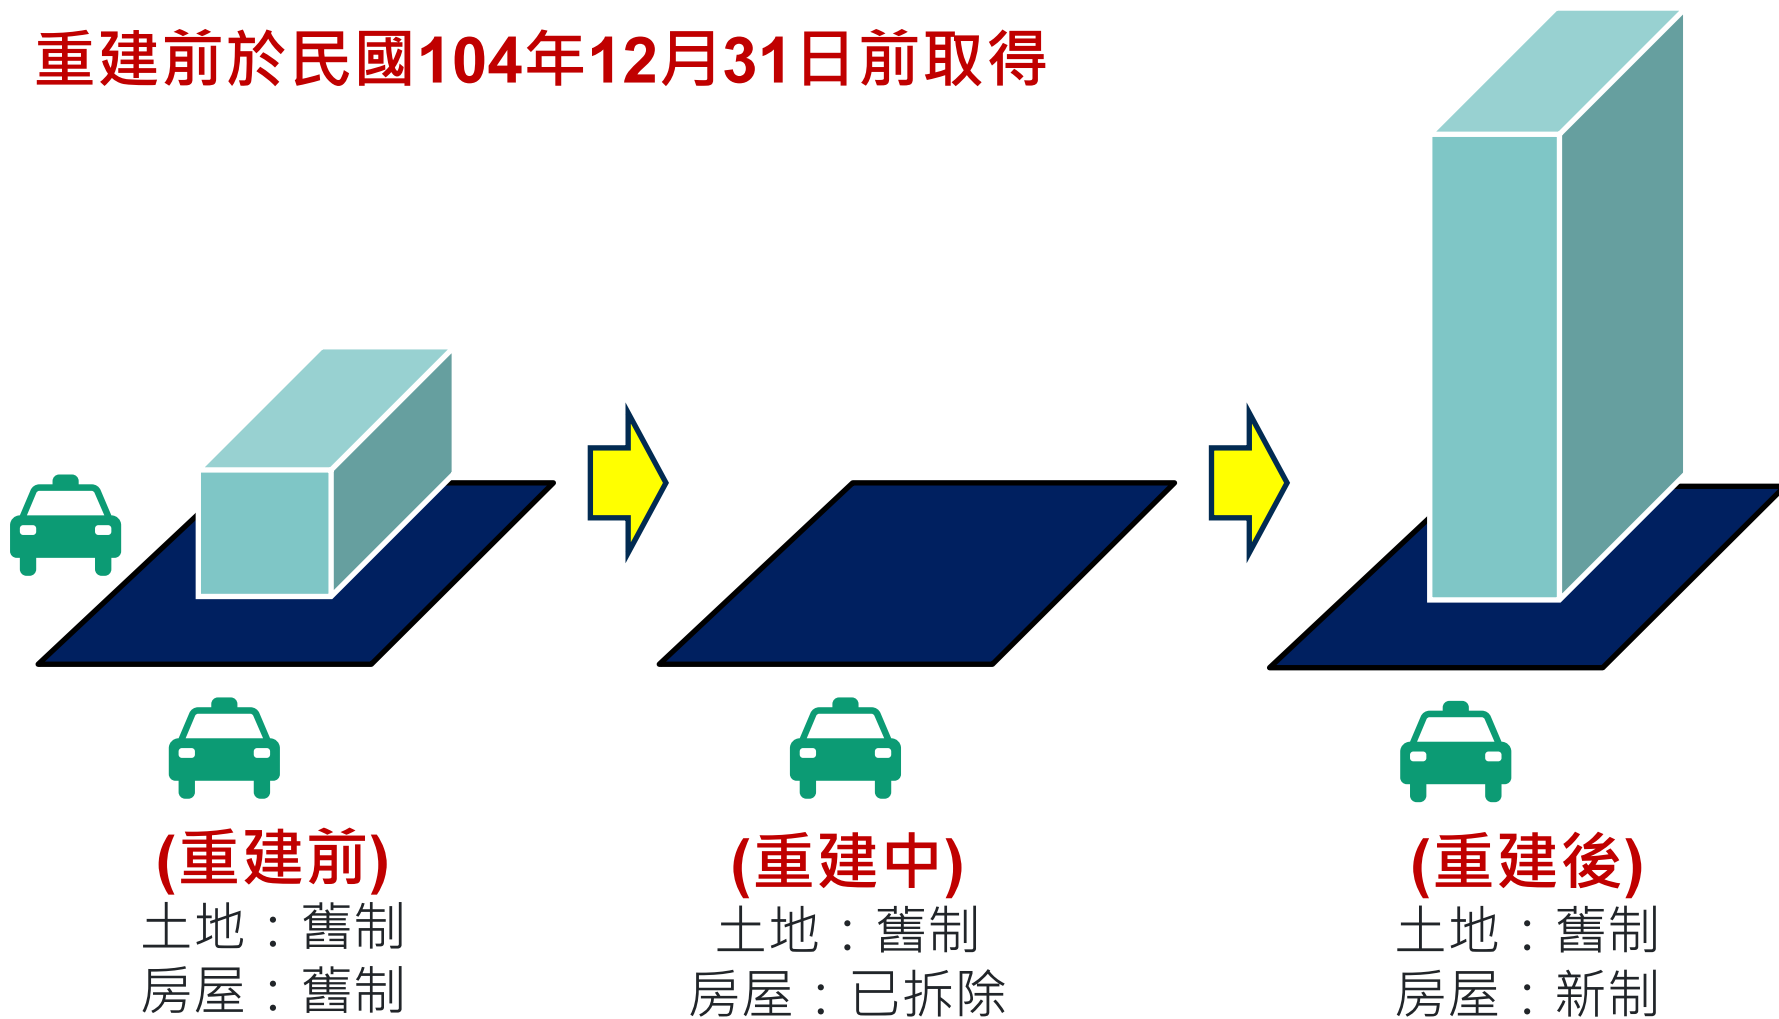 重建前於民國104年12月31日前取得
(重建前)
土地：舊制
房屋：舊制
(重建中)
土地：舊制
房屋：已拆除
(重建後)
土地：舊制
房屋：新制